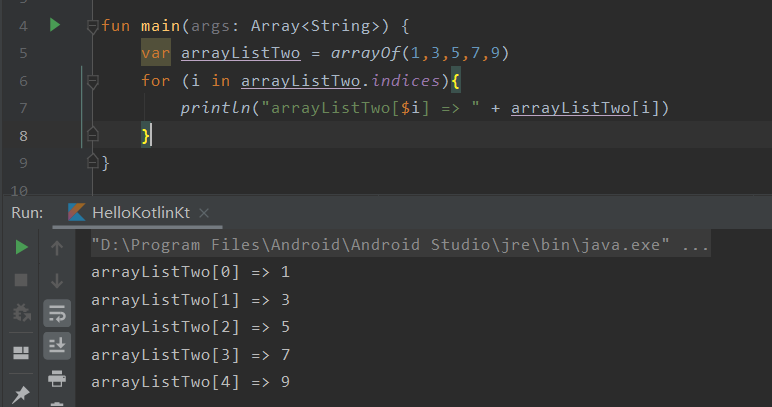 4 fun main(args: Array<String>) {
5 var arrayListTwo = arrayOf(1,3,5,7,9)
6 for (i in arrayListTwo.indices){
7 println("arrayListTwo[$i] => " + arrayListTwo[i])
8 }
9 }
10
Run: HelloKotlinKt ×
"D:\Program Files\Android\Android Studio\jre\bin\java.exe" ...
arrayListTwo[0] => 1
arrayListTwo[1] => 3
arrayListTwo[2] => 5
arrayListTwo[3] => 7
arrayListTwo[4] => 9